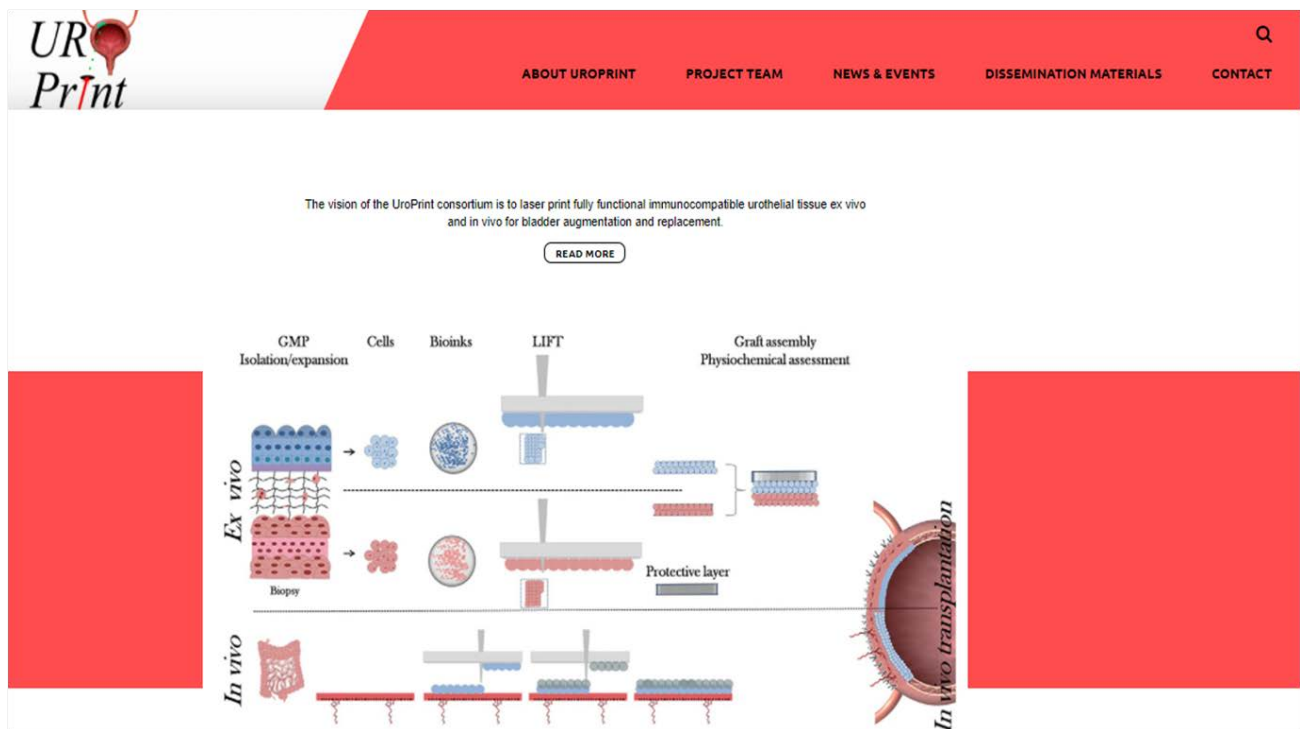 URO
Print
ABOUT UROPRINT
PROJECT TEAM
NEWS & EVENTS
DISSEMINATION MATERIALS
CONTACT
The vision of the UroPrint consortium is to laser print fully functional immunocompatible urothelial tissue ex vivo
and in vivo for bladder augmentation and replacement.
READ MORE
GMP
Isolation/expansion
Cells
Bioinks
LIFT
Graft assembly
Physiochemical assessment
Ex vivo
Biopsy
Protective layer
In vivo
In vivo transplantation